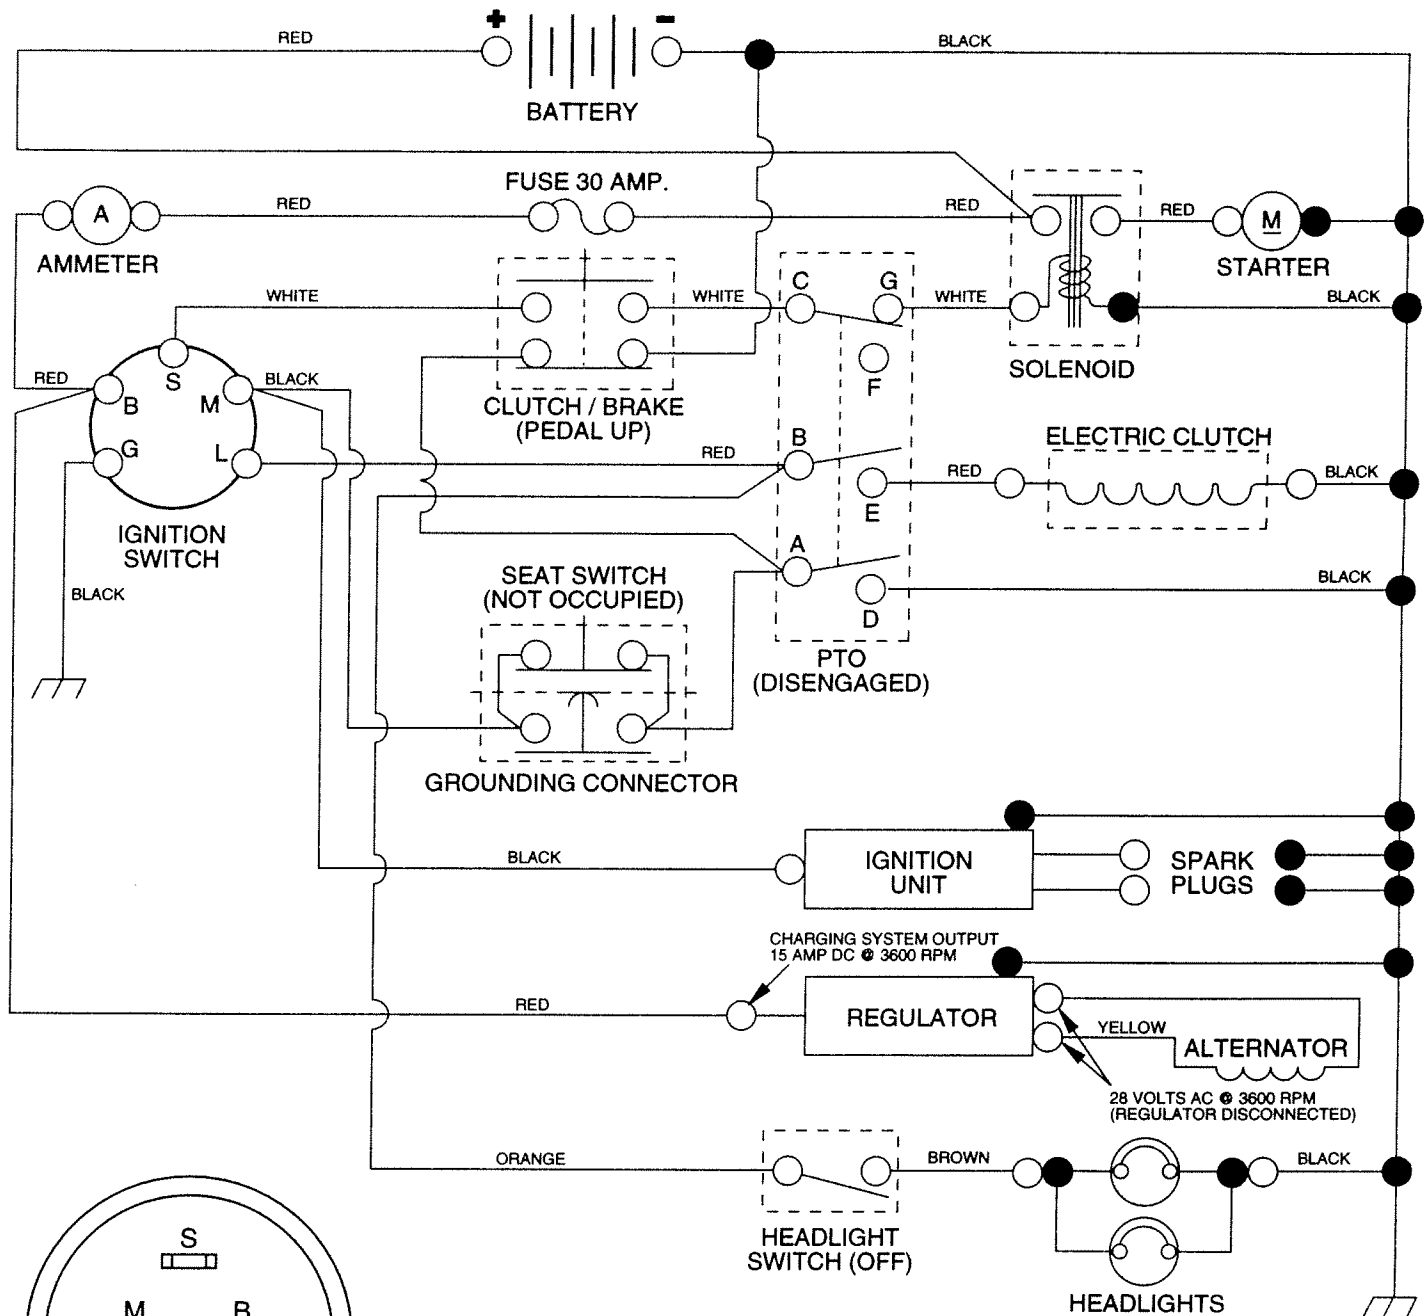 + -
RED
BLACK
BATTERY
FUSE 30 AMP.
A
RED
RED
RED
M
AMMETER
STARTER
WHITE
WHITE
C
G
WHITE
BLACK
S
F
SOLENOID
RED
B
M
BLACK
CLUTCH / BRAKE
(PEDAL UP)
G
L
RED
B
ELECTRIC CLUTCH
RED
BLACK
E
IGNITION
SWITCH
A
SEAT SWITCH
(NOT OCCUPIED)
BLACK
BLACK
D
PTO
(DISENGAGED)
GROUNDING CONNECTOR
BLACK
IGNITION
UNIT
SPARK
PLUGS
CHARGING SYSTEM OUTPUT
15 AMP DC @ 3600 RPM
RED
REGULATOR
YELLOW
ALTERNATOR
28 VOLTS AC @ 3600 RPM
(REGULATOR DISCONNECTED)
ORANGE
BROWN
BLACK
HEADLIGHT
SWITCH (OFF)
HEADLIGHTS
S
M B